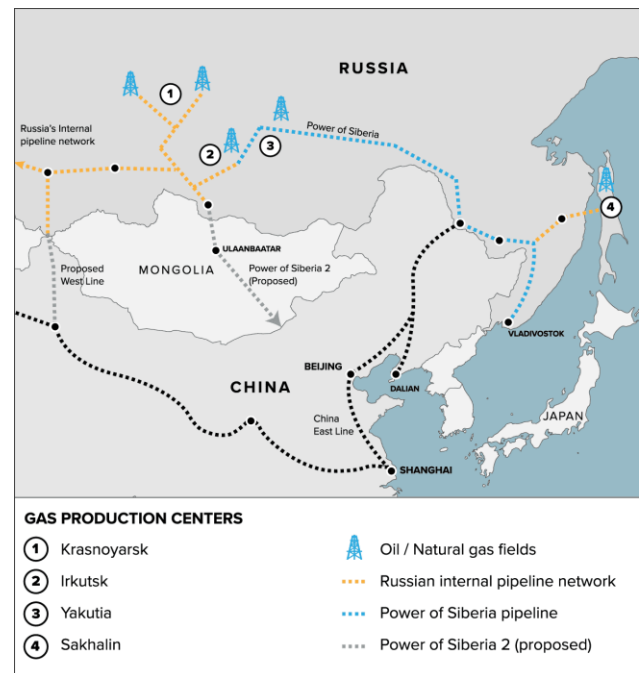 RUSSIA
1
Russia's Internal
pipeline network
2
3
Power of Siberia
4
ULAANBAATAR
MONGOLIA
Power of Siberia 2
(Proposed)
Proposed
West Line
VLADIVOSTOK
BEIJING
DALIAN
CHINA
China
East Line
JAPAN
SHANGHAI
GAS PRODUCTION CENTERS
1 Krasnoyarsk
2 Irkutsk
3 Yakutia
4 Sakhalin
Oil / Natural gas fields
Russian internal pipeline network
Power of Siberia pipeline
Power of Siberia 2 (proposed)